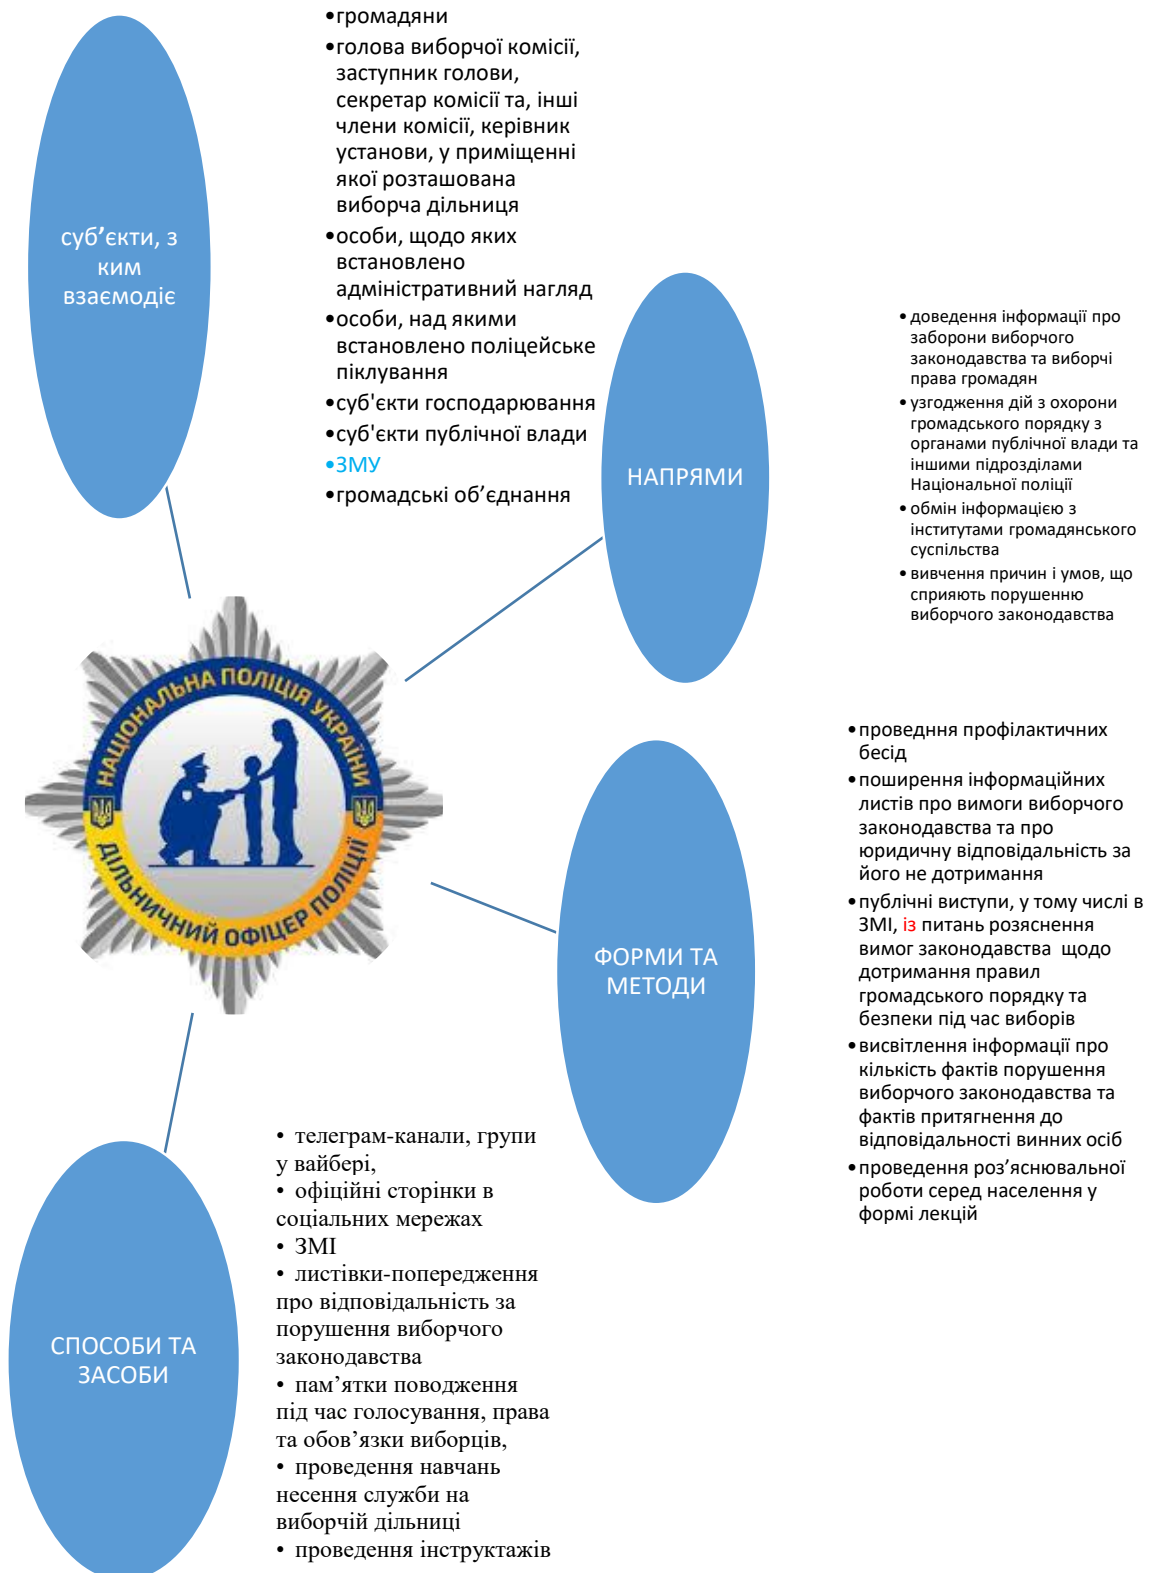 суб'єкти, з
ким
взаємодіє
•громадяни
•голова виборчої комісії,
заступник голови,
секретар комісії та, інші
члени комісії, керівник
установи, у приміщенні
якої розташована
виборча дільниця
•особи, щодо яких
встановлено
адміністративний нагляд
•особи, над якими
встановлено поліцейське
піклування
•суб'єкти господарювання
•суб'єкти публічної влади
•ЗМУ
•громадські об’єднання
НАПРЯМИ
• доведення інформації про
заборони виборчого
законодавства та виборчі
права громадян
• узгодження дій з охорони
громадського порядку з
органами публічної влади та
іншими підрозділами
Національної поліції
• обмін інформацією з
інститутами громадянського
суспільства
• вивчення причин і умов, що
сприяють порушенню
виборчого законодавства
НАЦІОНАЛЬНА ПОЛІЦІЯ УКРАЇНИ
ДІЛЬНИЧНИЙ ОФІЦЕР ПОЛІЦІЇ
ФОРМИ ТА
МЕТОДИ
•проведння профілактичних
бесід
•поширення інформаційних
листів про вимоги виборчого
законодавства та про
юридичну відповідальність за
його не дотримання
•публічні виступи, у тому числі в
ЗМІ, із питань розяснення
вимог законодавства щодо
дотримання правил
громадського порядку та
безпеки під час виборів
•висвітлення інформації про
кількість фактів порушення
виборчого законодавства та
фактів притягнення до
відповідальності винних осіб
•проведення роз’яснювальної
роботи серед населення у
формі лекцій
СПОСОБИ ТА
ЗАСОБИ
• телеграм-канали, групи
у вайбері,
• офіційні сторінки в
соціальних мережах
• ЗМІ
• листівки-попередження
про відповідальність за
порушення виборчого
законодавства
• пам’ятки поводження
під час голосування, права
та обов’язки виборців,
• проведення навчань
несення служби на
виборчій дільниці
• проведення інструктажів